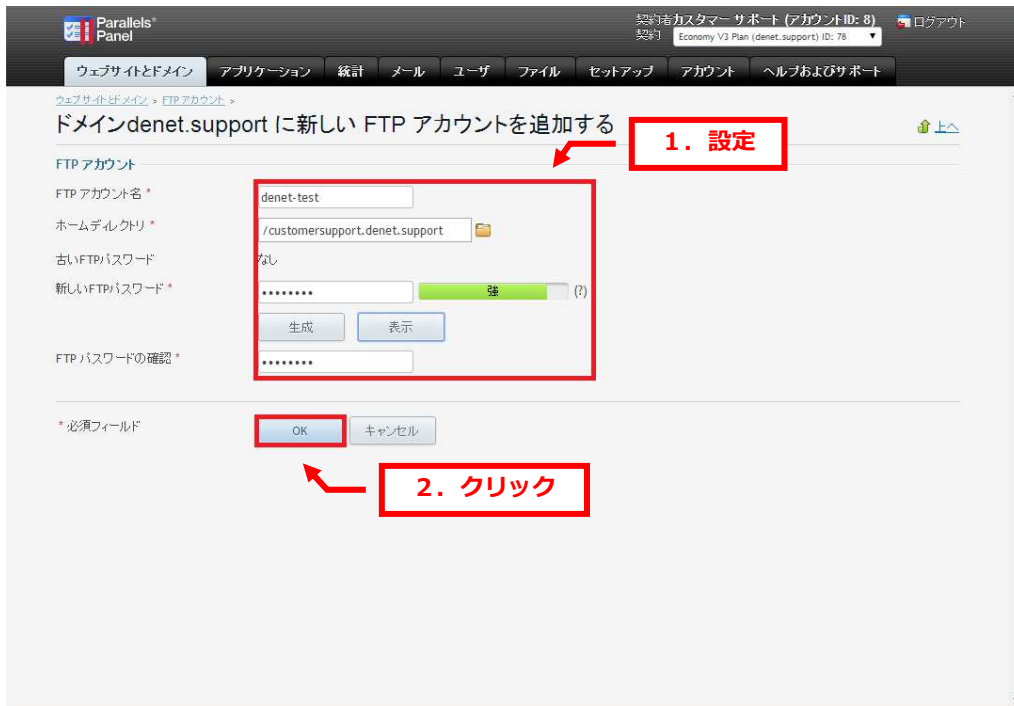 Parallels®
Panel
契約者カスタマー サポート (アカウントID: 8) ログアウト
契約 Economy V3 Plan (denet.support) ID: 78
ウェブサイトとドメイン アプリケーション 統計 メール ユーザ ファイル セットアップ アカウント ヘルプおよびサポート
ウェブサイトとドメイン > FTP アカウント >
ドメインdenet.support に新しい FTP アカウントを追加する
上へ
1. 設定
FTP アカウント
FTP アカウント名 *
denet-test
ホームディレクトリ *
/customersupport.denet.support
古いFTPパスワード なし
新しいFTPパスワード * •••••••• 強 (?)
生成 表示
FTP パスワードの確認 * ••••••••
* 必須フィールド OK キャンセル
2. クリック